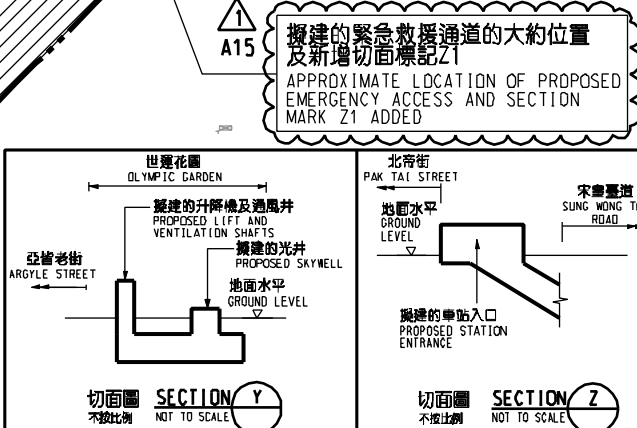 1
A15
擬建的緊急救援通道的大約位置
及新增切面標記Z1
APPROXIMATE LOCATION OF PROPOSED
EMERGENCY ACCESS AND SECTION
MARK Z1 ADDED
世運花園
OLYMPIC GARDEN
擬建的升降機及通風井
PROPOSED LIFT AND
VENTILATION SHAFTS
擬建的光井
PROPOSED SKYWELL
亞皆老街
ARGYLE STREET
地面水平
GROUND LEVEL
切面圖 SECTION Y
不按比例 NOT TO SCALE
北帝街
PAK TAI STREET
地面水平
GROUND
LEVEL
宋皇臺道
SUNG WONG
ROAD
擬建的車站入口
PROPOSED STATION
ENTRANCE
切面圖 SECTION Z
不按比例 NOT TO SCALE